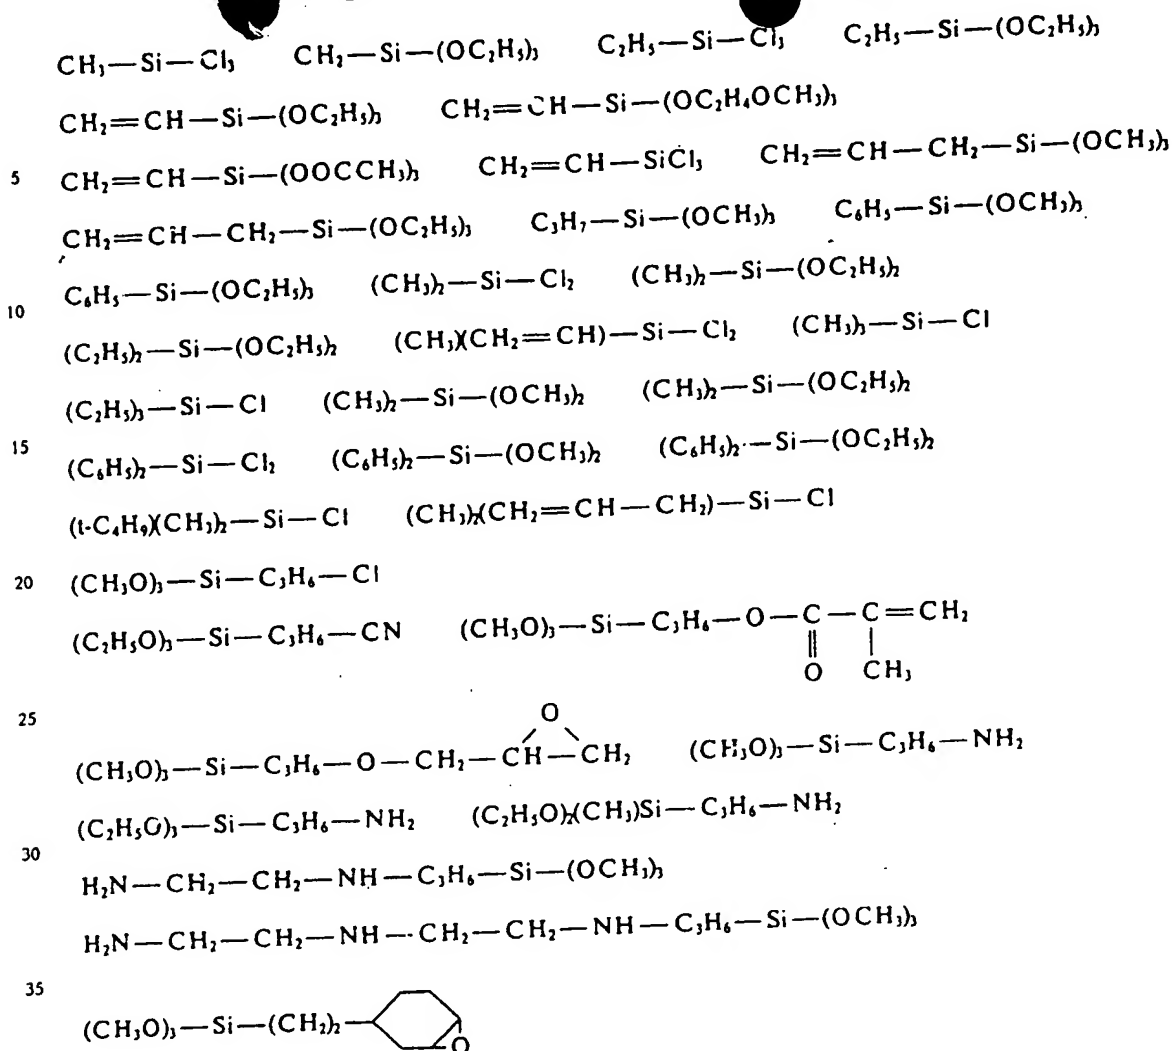 CH₃—Si—Cl₃ CH₂—Si—(OC₂H₅)₃ C₂H₅—Si—Cl₃ C₂H₅—Si—(OC₂H₅)₃
CH₂=CH—Si—(OC₂H₅)₃ CH₂=CH—Si—(OC₂H₄OCH₃)₃
5 CH₂=CH—Si—(OOCCH₃)₃ CH₂=CH—SiCl₃ CH₂=CH—CH₂—Si—(OCH₃)₃
CH₂=CH—CH₂—Si—(OC₂H₅)₃ C₃H₇—Si—(OCH₃)₃ C₆H₅—Si—(OCH₃)₃
C₆H₅—Si—(OC₂H₅)₃ (CH₃)₂—Si—Cl₂ (CH₃)₂—Si—(OC₂H₅)₂
10
(C₂H₅)₂—Si—(OC₂H₅)₂ (CH₃)(CH₂=CH)—Si—Cl₂ (CH₃)₃—Si—Cl
(C₂H₅)₃—Si—Cl (CH₃)₂—Si—(OCH₃)₂ (CH₃)₂—Si—(OC₂H₅)₂
15 (C₆H₅)₂—Si—Cl₂ (C₆H₅)₂—Si—(OCH₃)₂ (C₆H₅)₂—Si—(OC₂H₅)₂
(t-C₄H₉)(CH₃)₂—Si—Cl (CH₃)₂(CH₂=CH—CH₂)—Si—Cl
20 (CH₃O)₃—Si—C₃H₆—Cl
(C₂H₅O)₃—Si—C₃H₆—CN (CH₃O)₃—Si—C₃H₆—O—C—C=CH₂
O CH₃
25 O
(CH₃O)₃—Si—C₃H₆—O—CH₂—CH—CH₂ (CH₃O)₃—Si—C₃H₆—NH₂
(C₂H₅O)₃—Si—C₃H₆—NH₂ (C₂H₅O)₂(CH₃)Si—C₃H₆—NH₂
30
H₂N—CH₂—CH₂—NH—C₃H₆—Si—(OCH₃)₃
H₂N—CH₂—CH₂—NH—CH₂—CH₂—NH—C₃H₆—Si—(OCH₃)₃
35
(CH₃O)₃—Si—(CH₂)₂— O